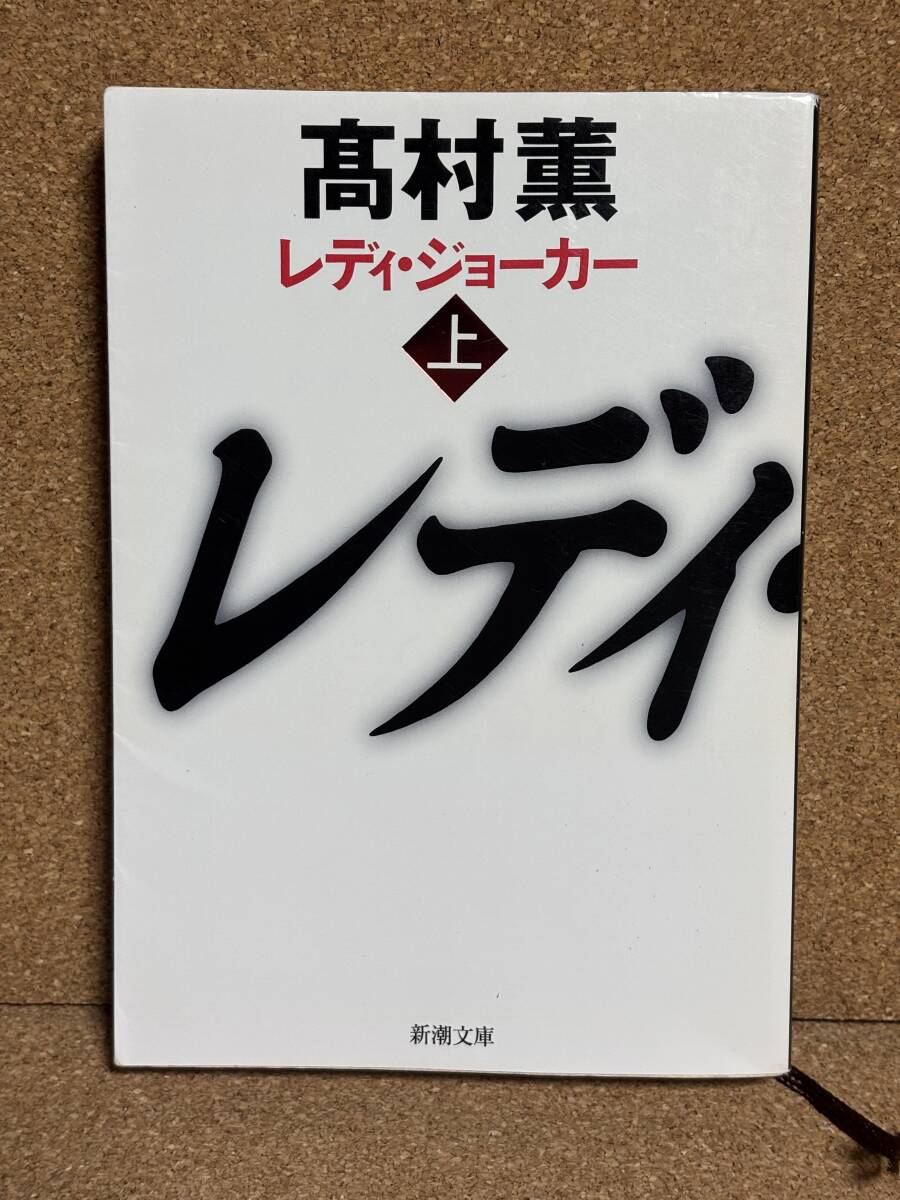 髙村薫
レディ・ジョーカー
上
レディ・
新潮文庫